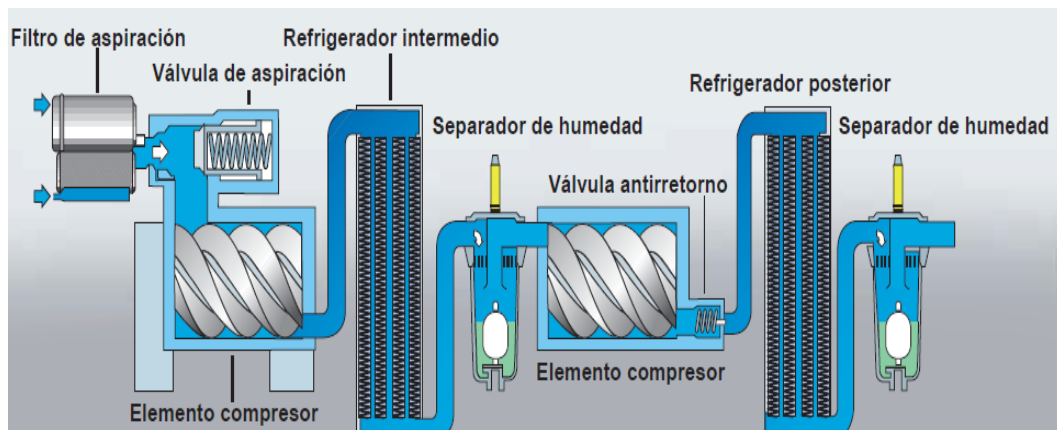 Filtro de aspiración
Refrigerador intermedio
Válvula de aspiración
Refrigerador posterior
Separador de humedad
Separador de humedad
Válvula antirretorno
Elemento compresor
Elemento compresor